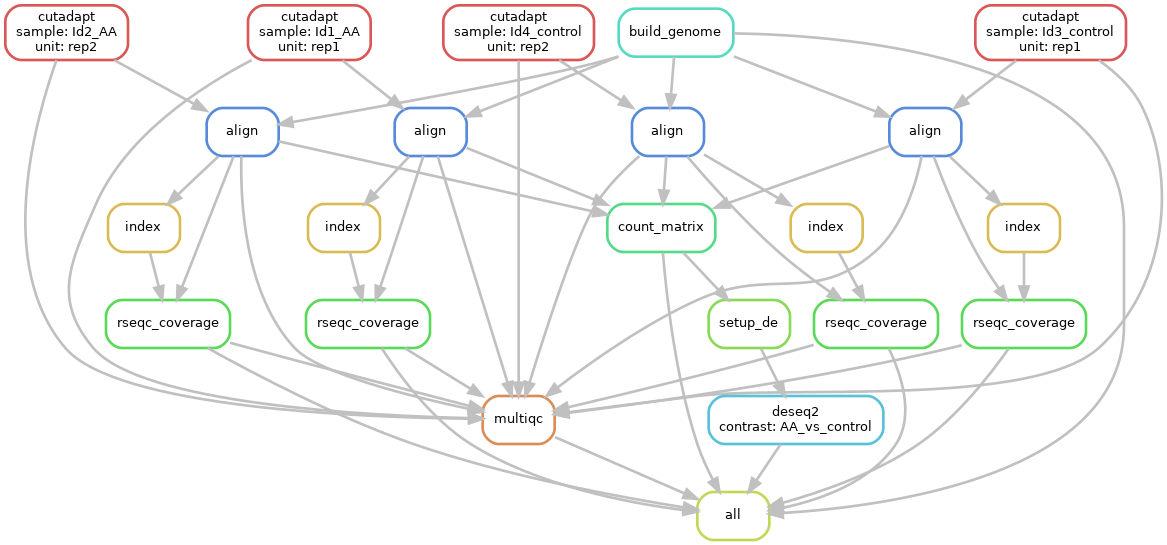 cutadapt
sample: Id2_AA
unit: rep2
cutadapt
sample: Id1_AA
unit: rep1
cutadapt
sample: Id4_control
unit: rep2
build_genome
cutadapt
sample: Id3_control
unit: rep1
align
align
align
align
index
index
count_matrix
index
index
rseqc_coverage
rseqc_coverage
setup_de
rseqc_coverage
rseqc_coverage
multiqc
deseq2
contrast: AA_vs_control
all